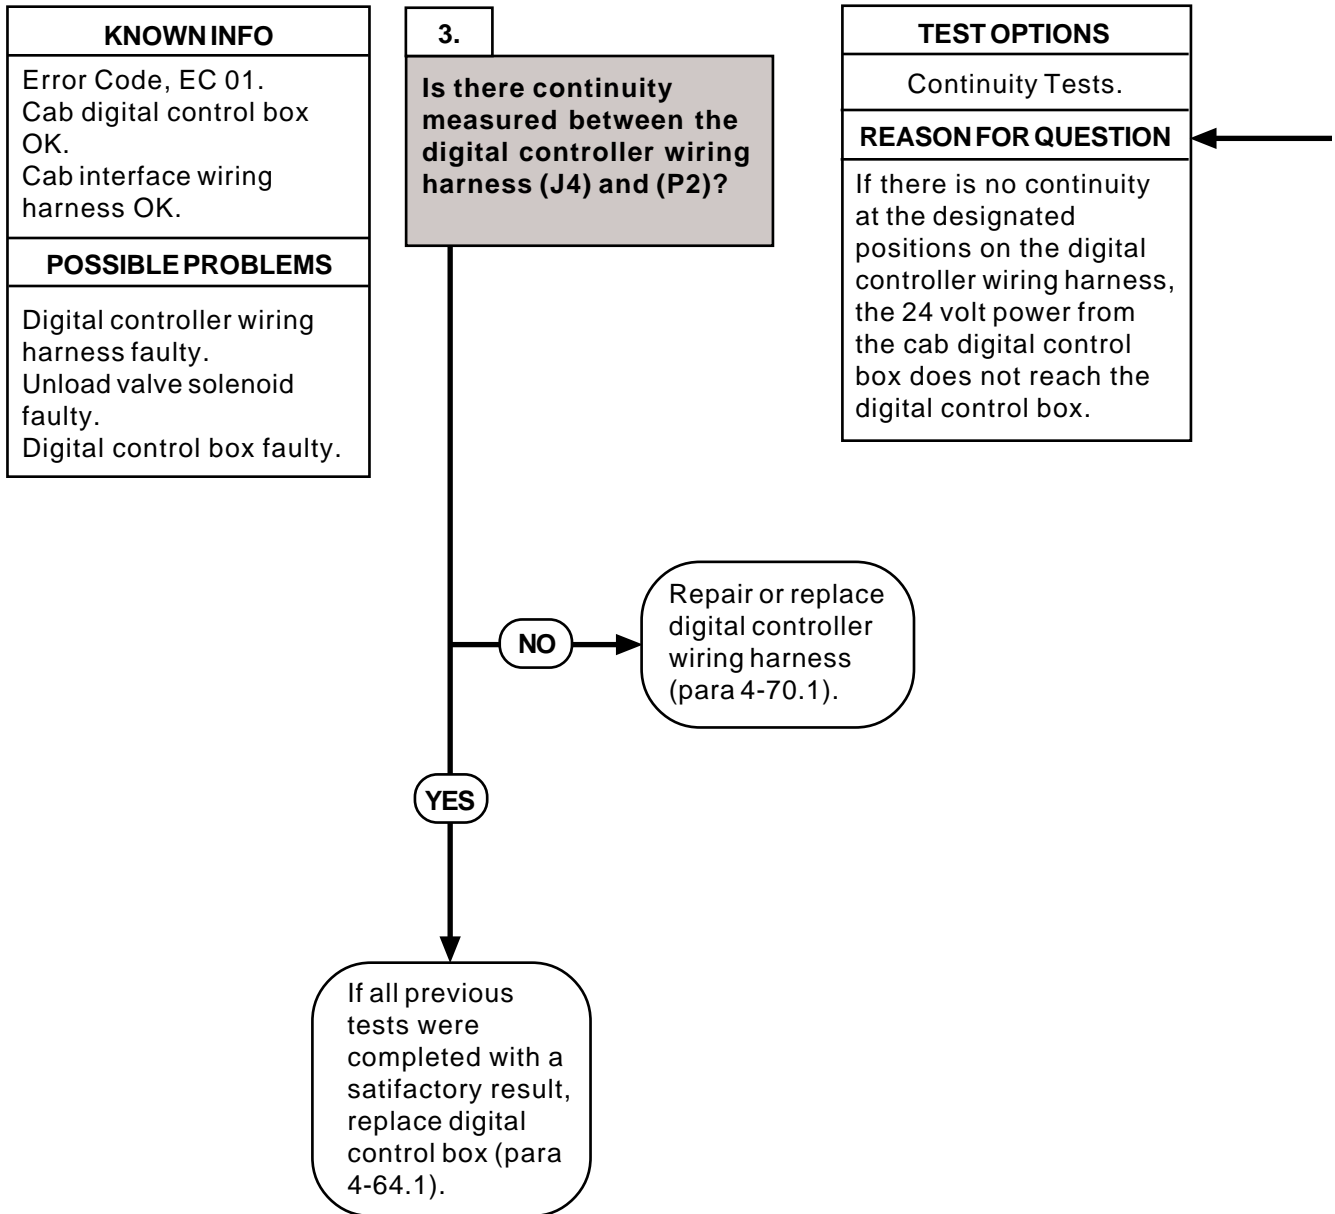 KNOWN INFO
Error Code, EC 01.
Cab digital control box
OK.
Cab interface wiring
harness OK.
POSSIBLE PROBLEMS
Digital controller wiring
harness faulty.
Unload valve solenoid
faulty.
Digital control box faulty.
3.
Is there continuity
measured between the
digital controller wiring
harness (J4) and (P2)?
TEST OPTIONS
Continuity Tests.
REASON FOR QUESTION
If there is no continuity
at the designated
positions on the digital
controller wiring harness,
the 24 volt power from
the cab digital control
box does not reach the
digital control box.
NO
Repair or replace
digital controller
wiring harness
(para 4-70.1).
YES
If all previous
tests were
completed with a
satifactory result,
replace digital
control box (para
4-64.1).